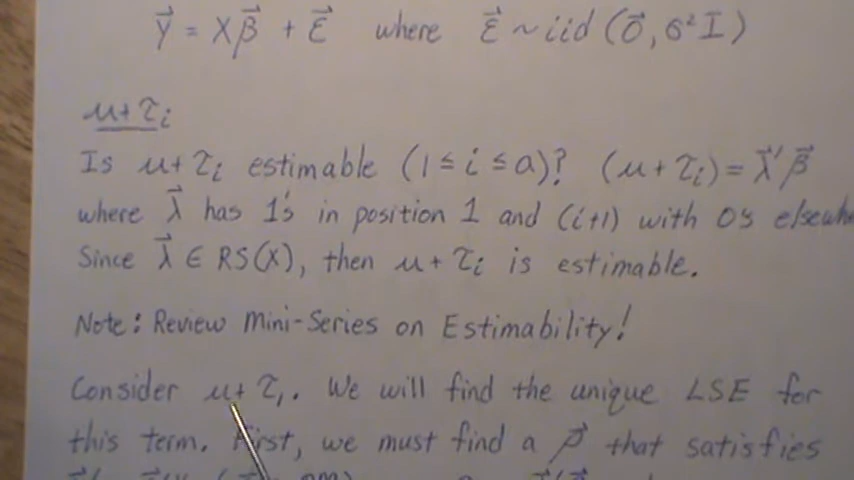 Y⃗ = Xβ⃗ + ε⃗ where ε⃗ ~ iid (0⃗, σ²I)
μ+τᵢ
Is μ+τᵢ estimable (1 ≤ i ≤ a)? (μ+τᵢ) = λ⃗'β⃗
where λ⃗ has 1's in position 1 and (i+1) with 0s
Since λ⃗ ∈ RS(X), then μ+τᵢ is estimable.
Note: Review Mini-Series on Estimability!
Consider μ+τ₁. We will find the unique LSE for
this term. First, we must find a ρ⃗ that satisfies